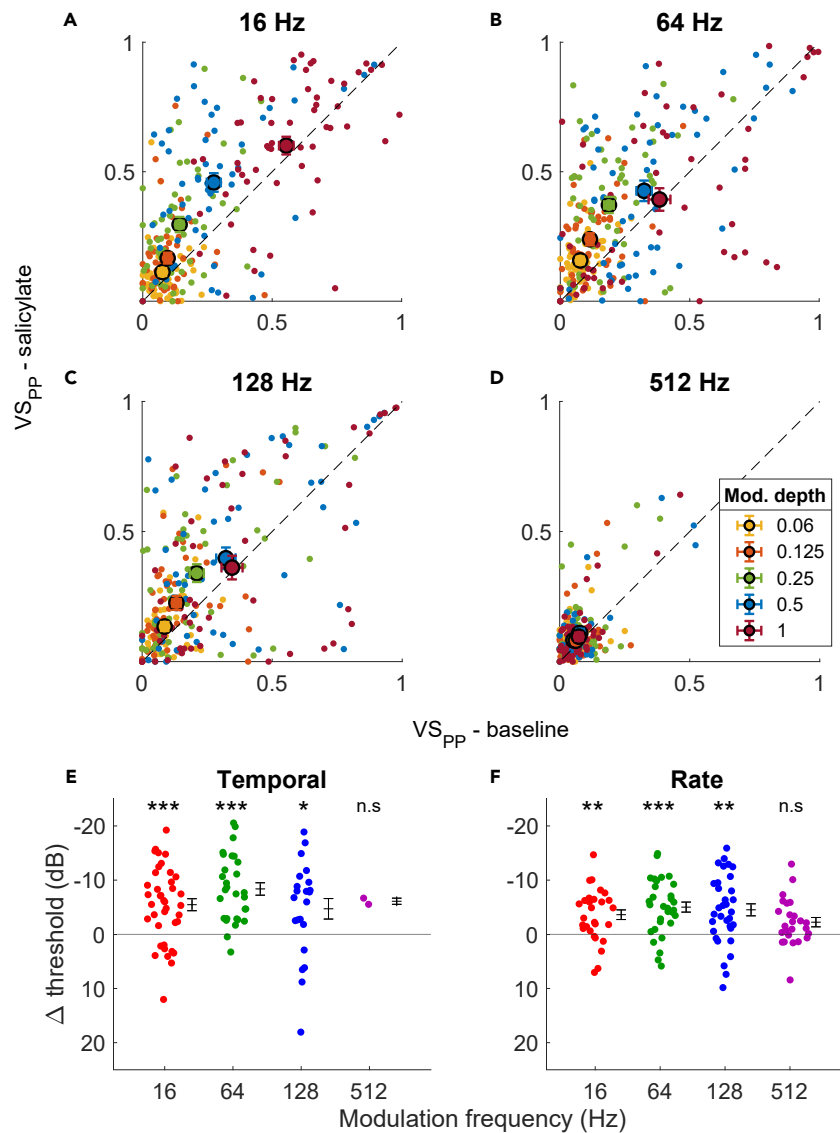 A 16 Hz
B 64 Hz
1
0.5
0
0 0.5 1
1
0.5
0
0 0.5 1
VSPP - salicylate
C 128 Hz
D 512 Hz
1
0.5
0
0 0.5 1
1
0.5
0
0 0.5 1
Mod. depth
0.06
0.125
0.25
0.5
1
VSPP - baseline
E Temporal
F Rate
*** *** * n.s
** *** ** n.s
-20
-10
0
10
20
-20
-10
0
10
20
Δ threshold (dB)
16 64 128 512
16 64 128 512
Modulation frequency (Hz)